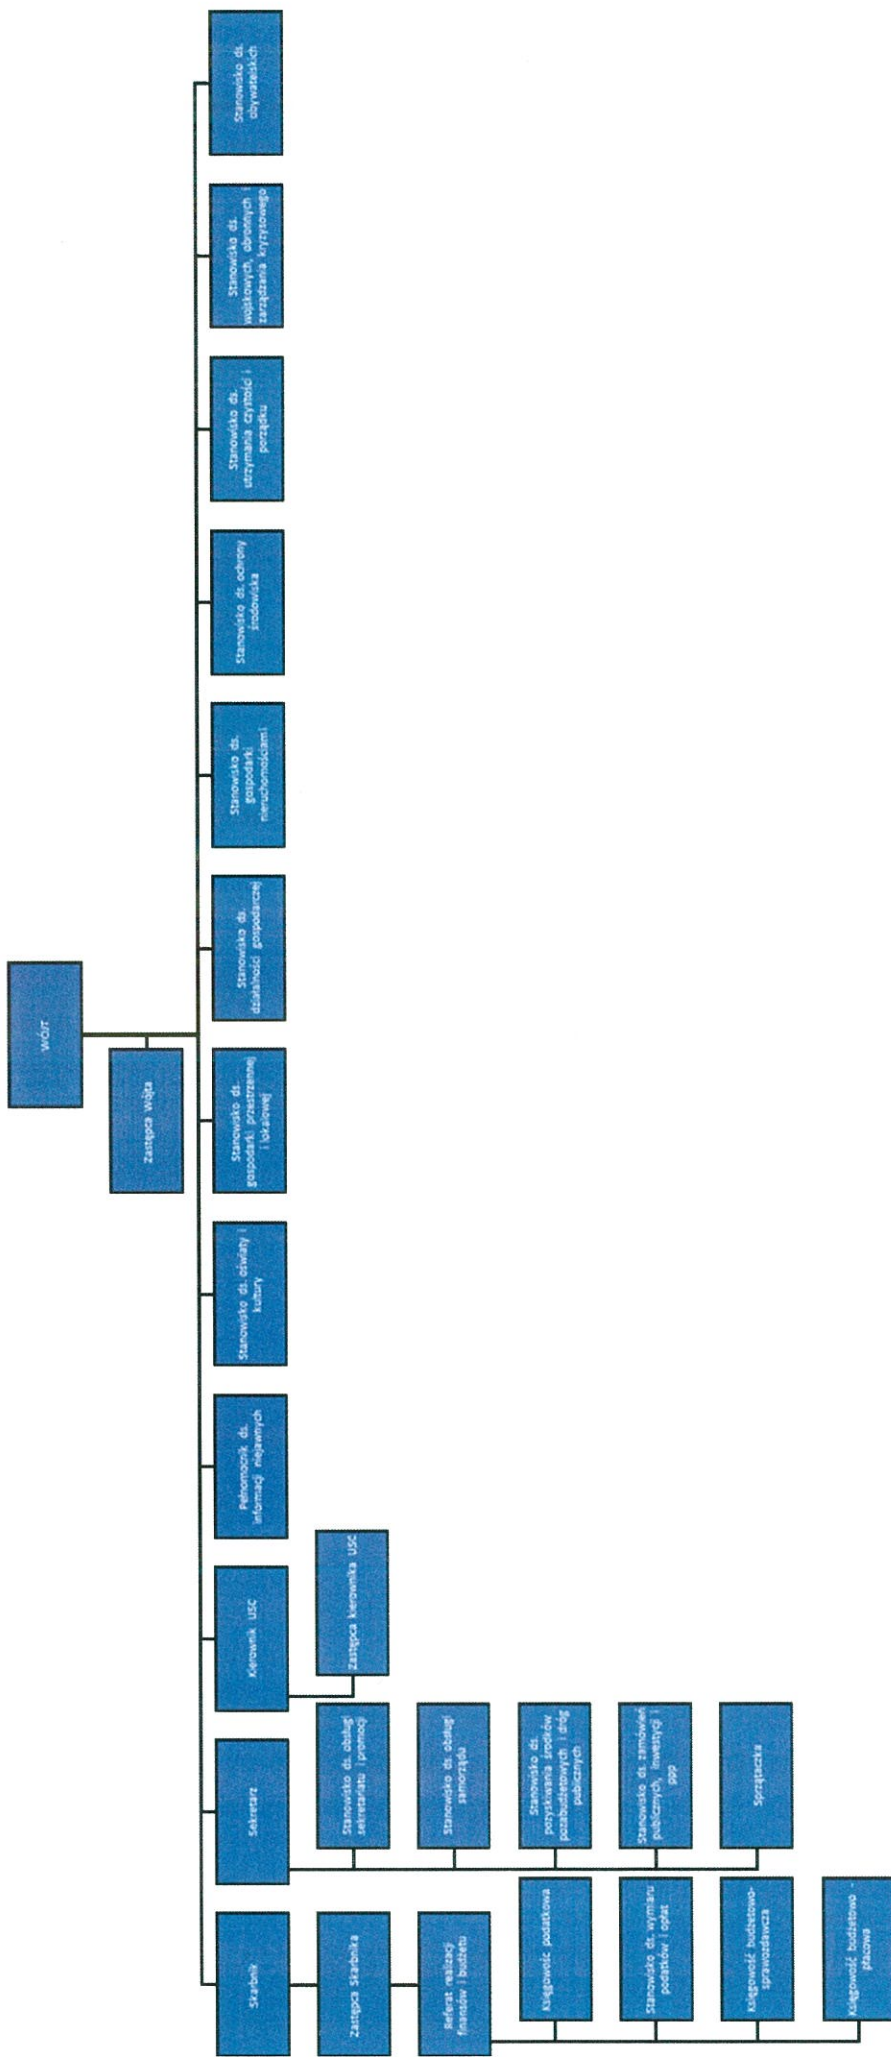 WÓJT
Zastępca Wójta
Skarbnik
Zastępca Skarbnika
Referat realizacji
finansów i budżetu
Księgowość podatkowa
Stanowisko ds. wymiaru
podatków i opłat
Księgowość budżetowo-
sprawozdawcza
Księgowość budżetowo -
płacowa
Sekretarz
Stanowisko ds. obsługi
sekretariatu i promocji
Stanowisko ds. obsługi
samorządu
Stanowisko ds.
pozyskiwania środków
pozabudżetowych i dróg
publicznych
Stanowisko ds. zamówień
publicznych, inwestycji i
ppp
Sprzątaczka
Kierownik USC
Zastępca kierownika USC
Pełnomocnik ds.
informacji niejawnych
Stanowisko ds. oświaty i
kultury
Stanowisko ds.
gospodarki przestrzennej
i lokalowej
Stanowisko ds.
działalności gospodarczej
Stanowisko ds.
gospodarki
nieruchomościami
Stanowisko ds. ochrony
środowiska
Stanowisko ds.
utrzymania czystości i
porządku
Stanowisko ds.
wojskowych, obronnych i
zarządzania kryzysowego
Stanowisko ds.
obywatelskich